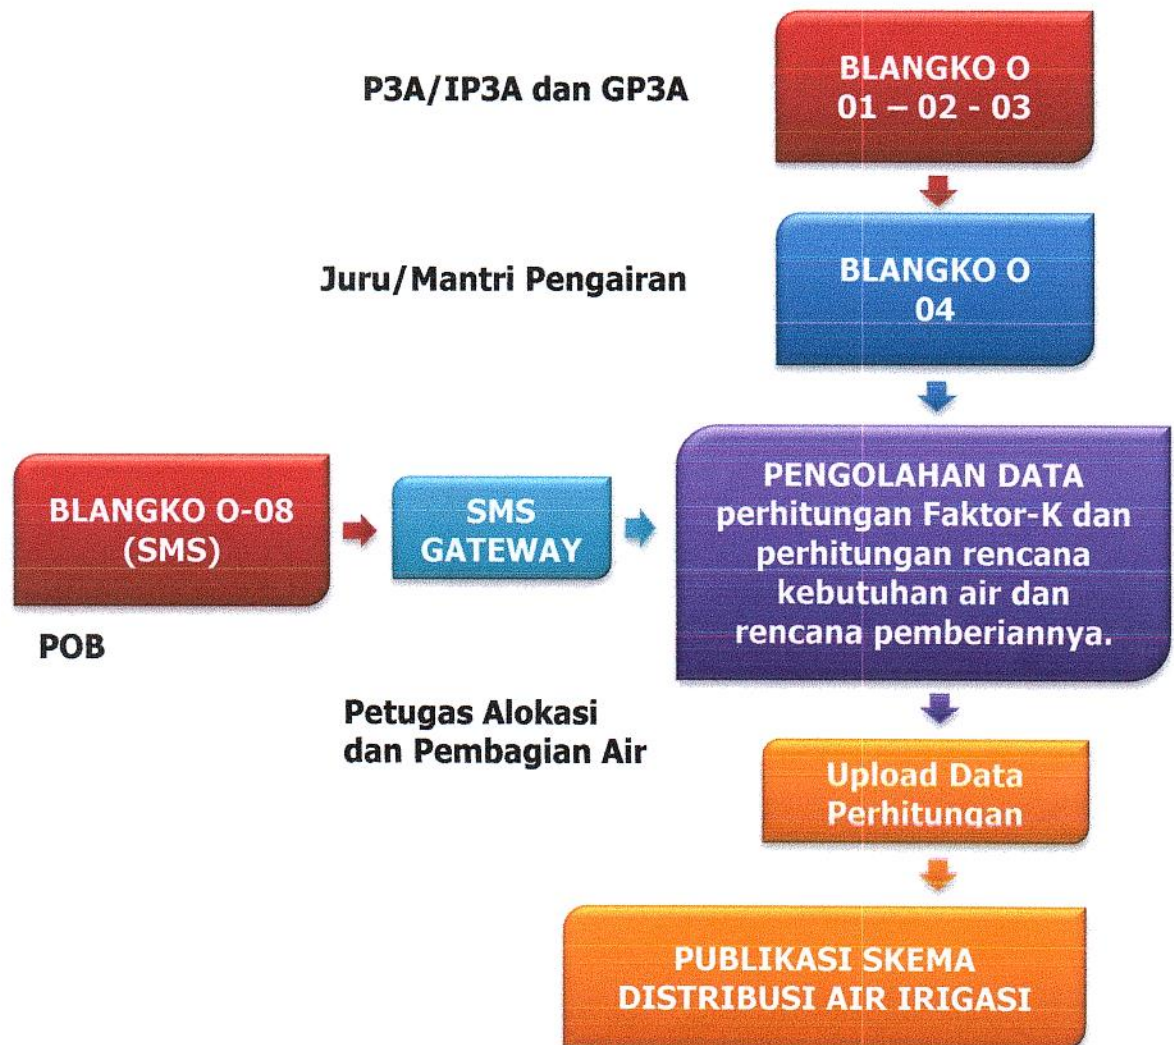 P3A/IP3A dan GP3A
BLANGKO O
01 – 02 - 03
Juru/Mantri Pengairan
BLANGKO O
04
BLANGKO O-08
(SMS)
POB
SMS
GATEWAY
PENGOLAHAN DATA
perhitungan Faktor-K dan
perhitungan rencana
kebutuhan air dan
rencana pemberiannya.
Petugas Alokasi
dan Pembagian Air
Upload Data
Perhitungan
PUBLIKASI SKEMA
DISTRIBUSI AIR IRIGASI